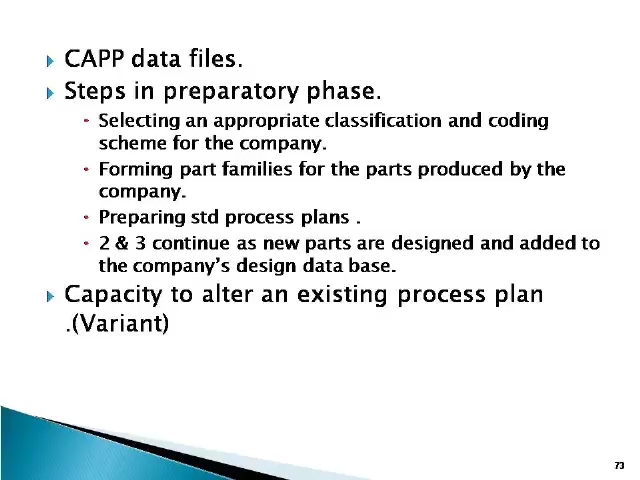 CAPP data files.
Steps in preparatory phase.
Selecting an appropriate classification and coding
scheme for the company.
Forming part families for the parts produced by the
company.
Preparing std process plans .
2 & 3 continue as new parts are designed and added to
the company's design data base.
Capacity to alter an existing process plan
.(Variant)
73